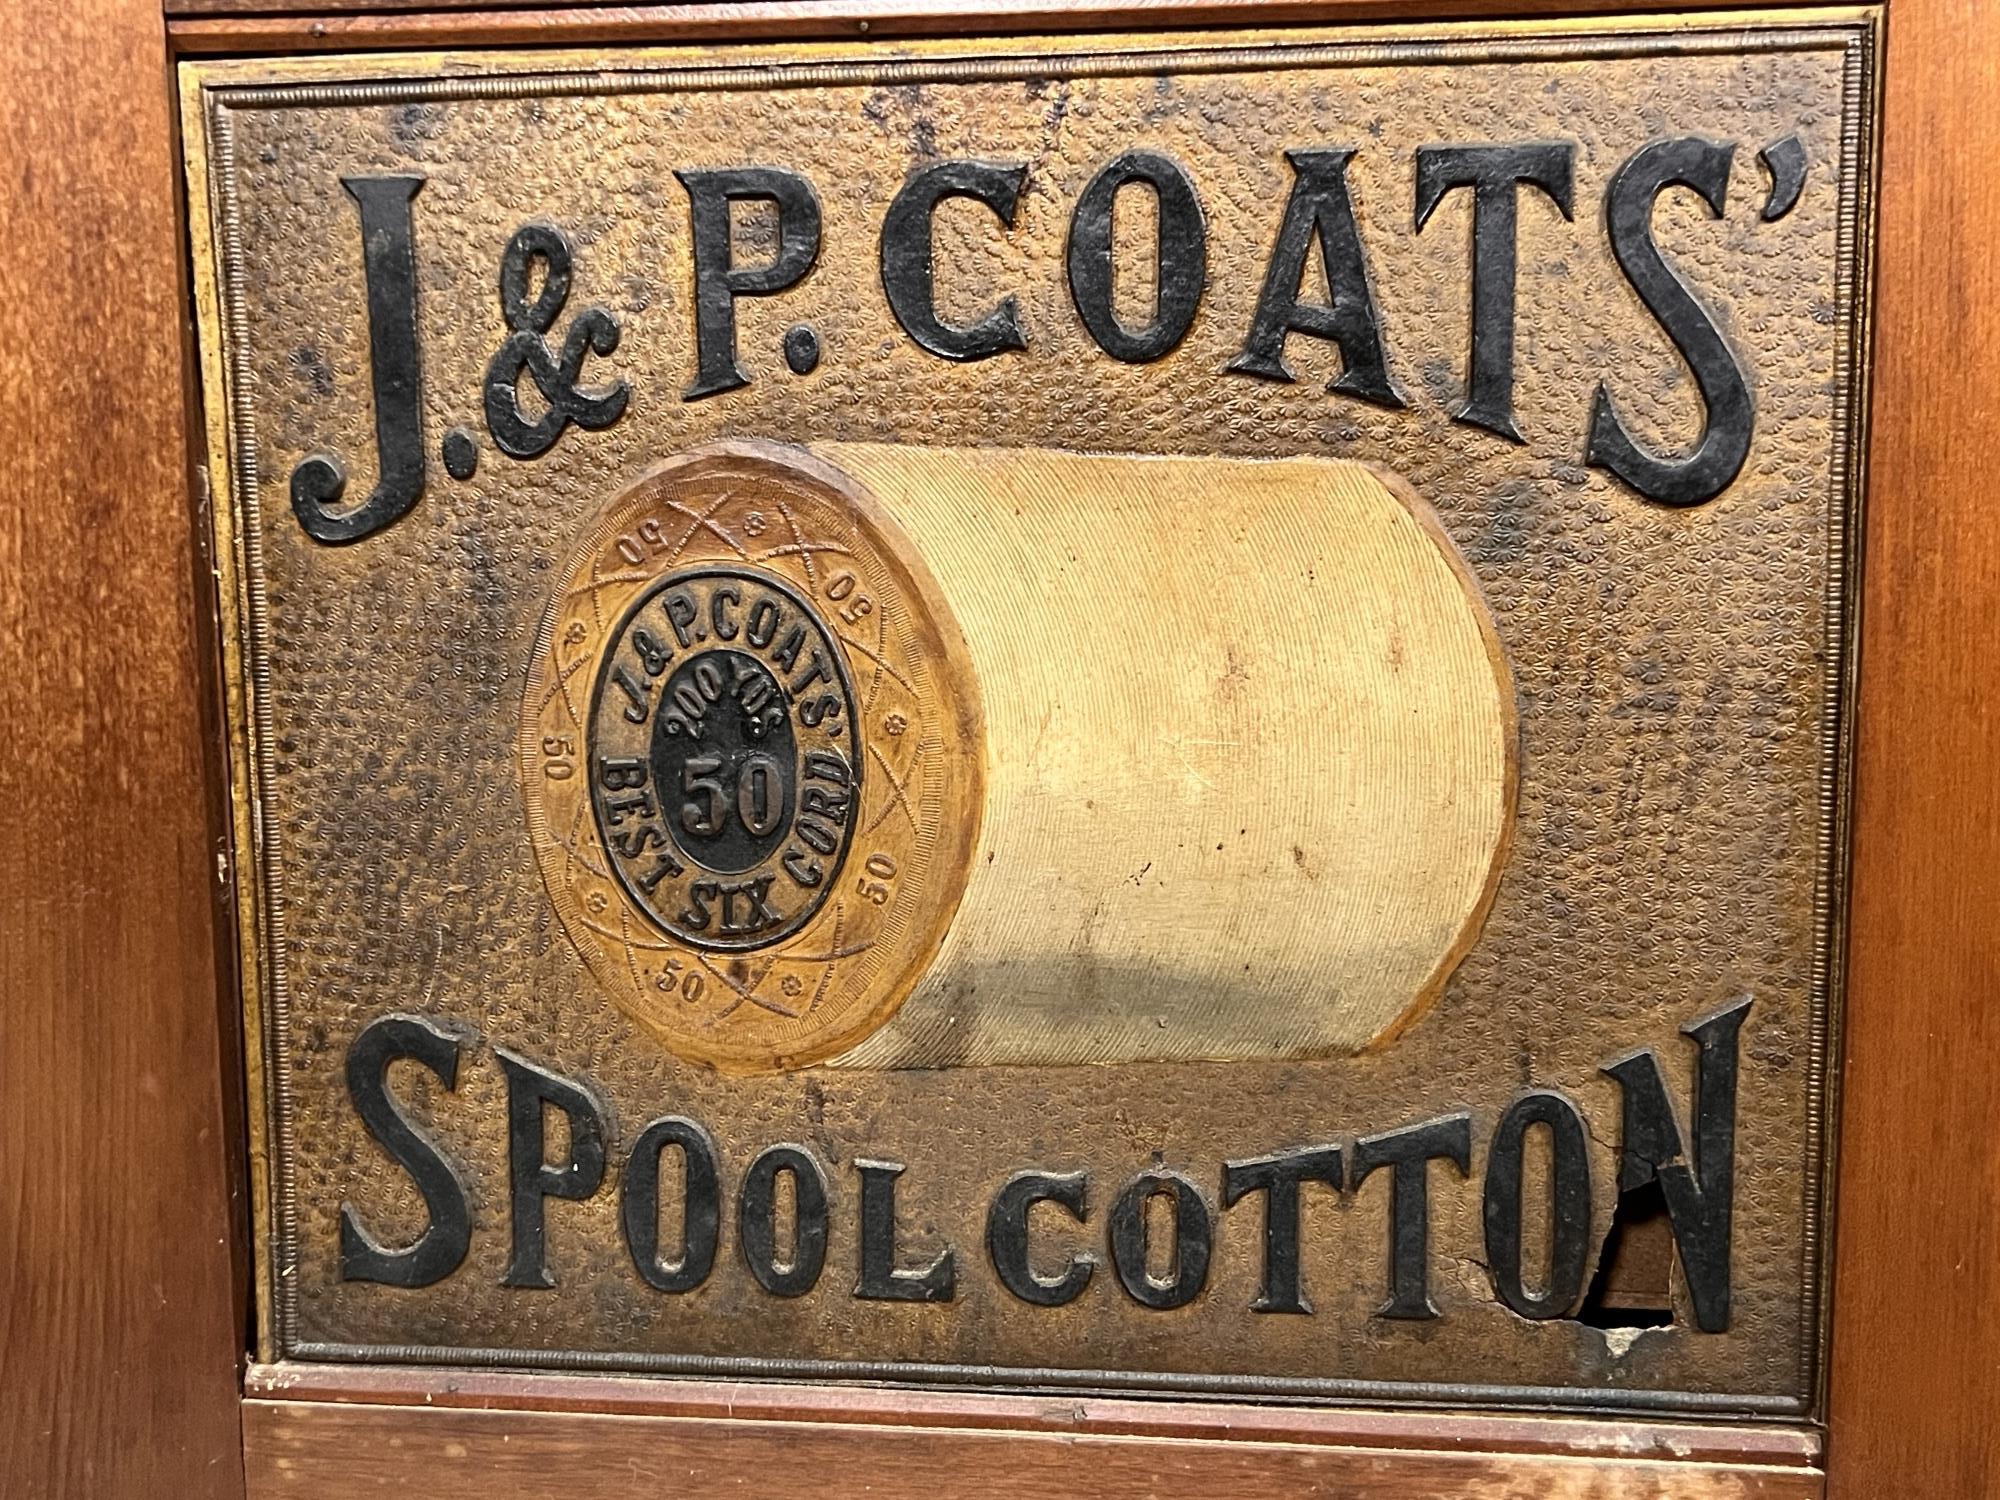 J. & P. COATS'
50 50
J. & P. COATS'
200 YDS
50
50
BEST SIX CORD
50
50
SPOOL COTTON